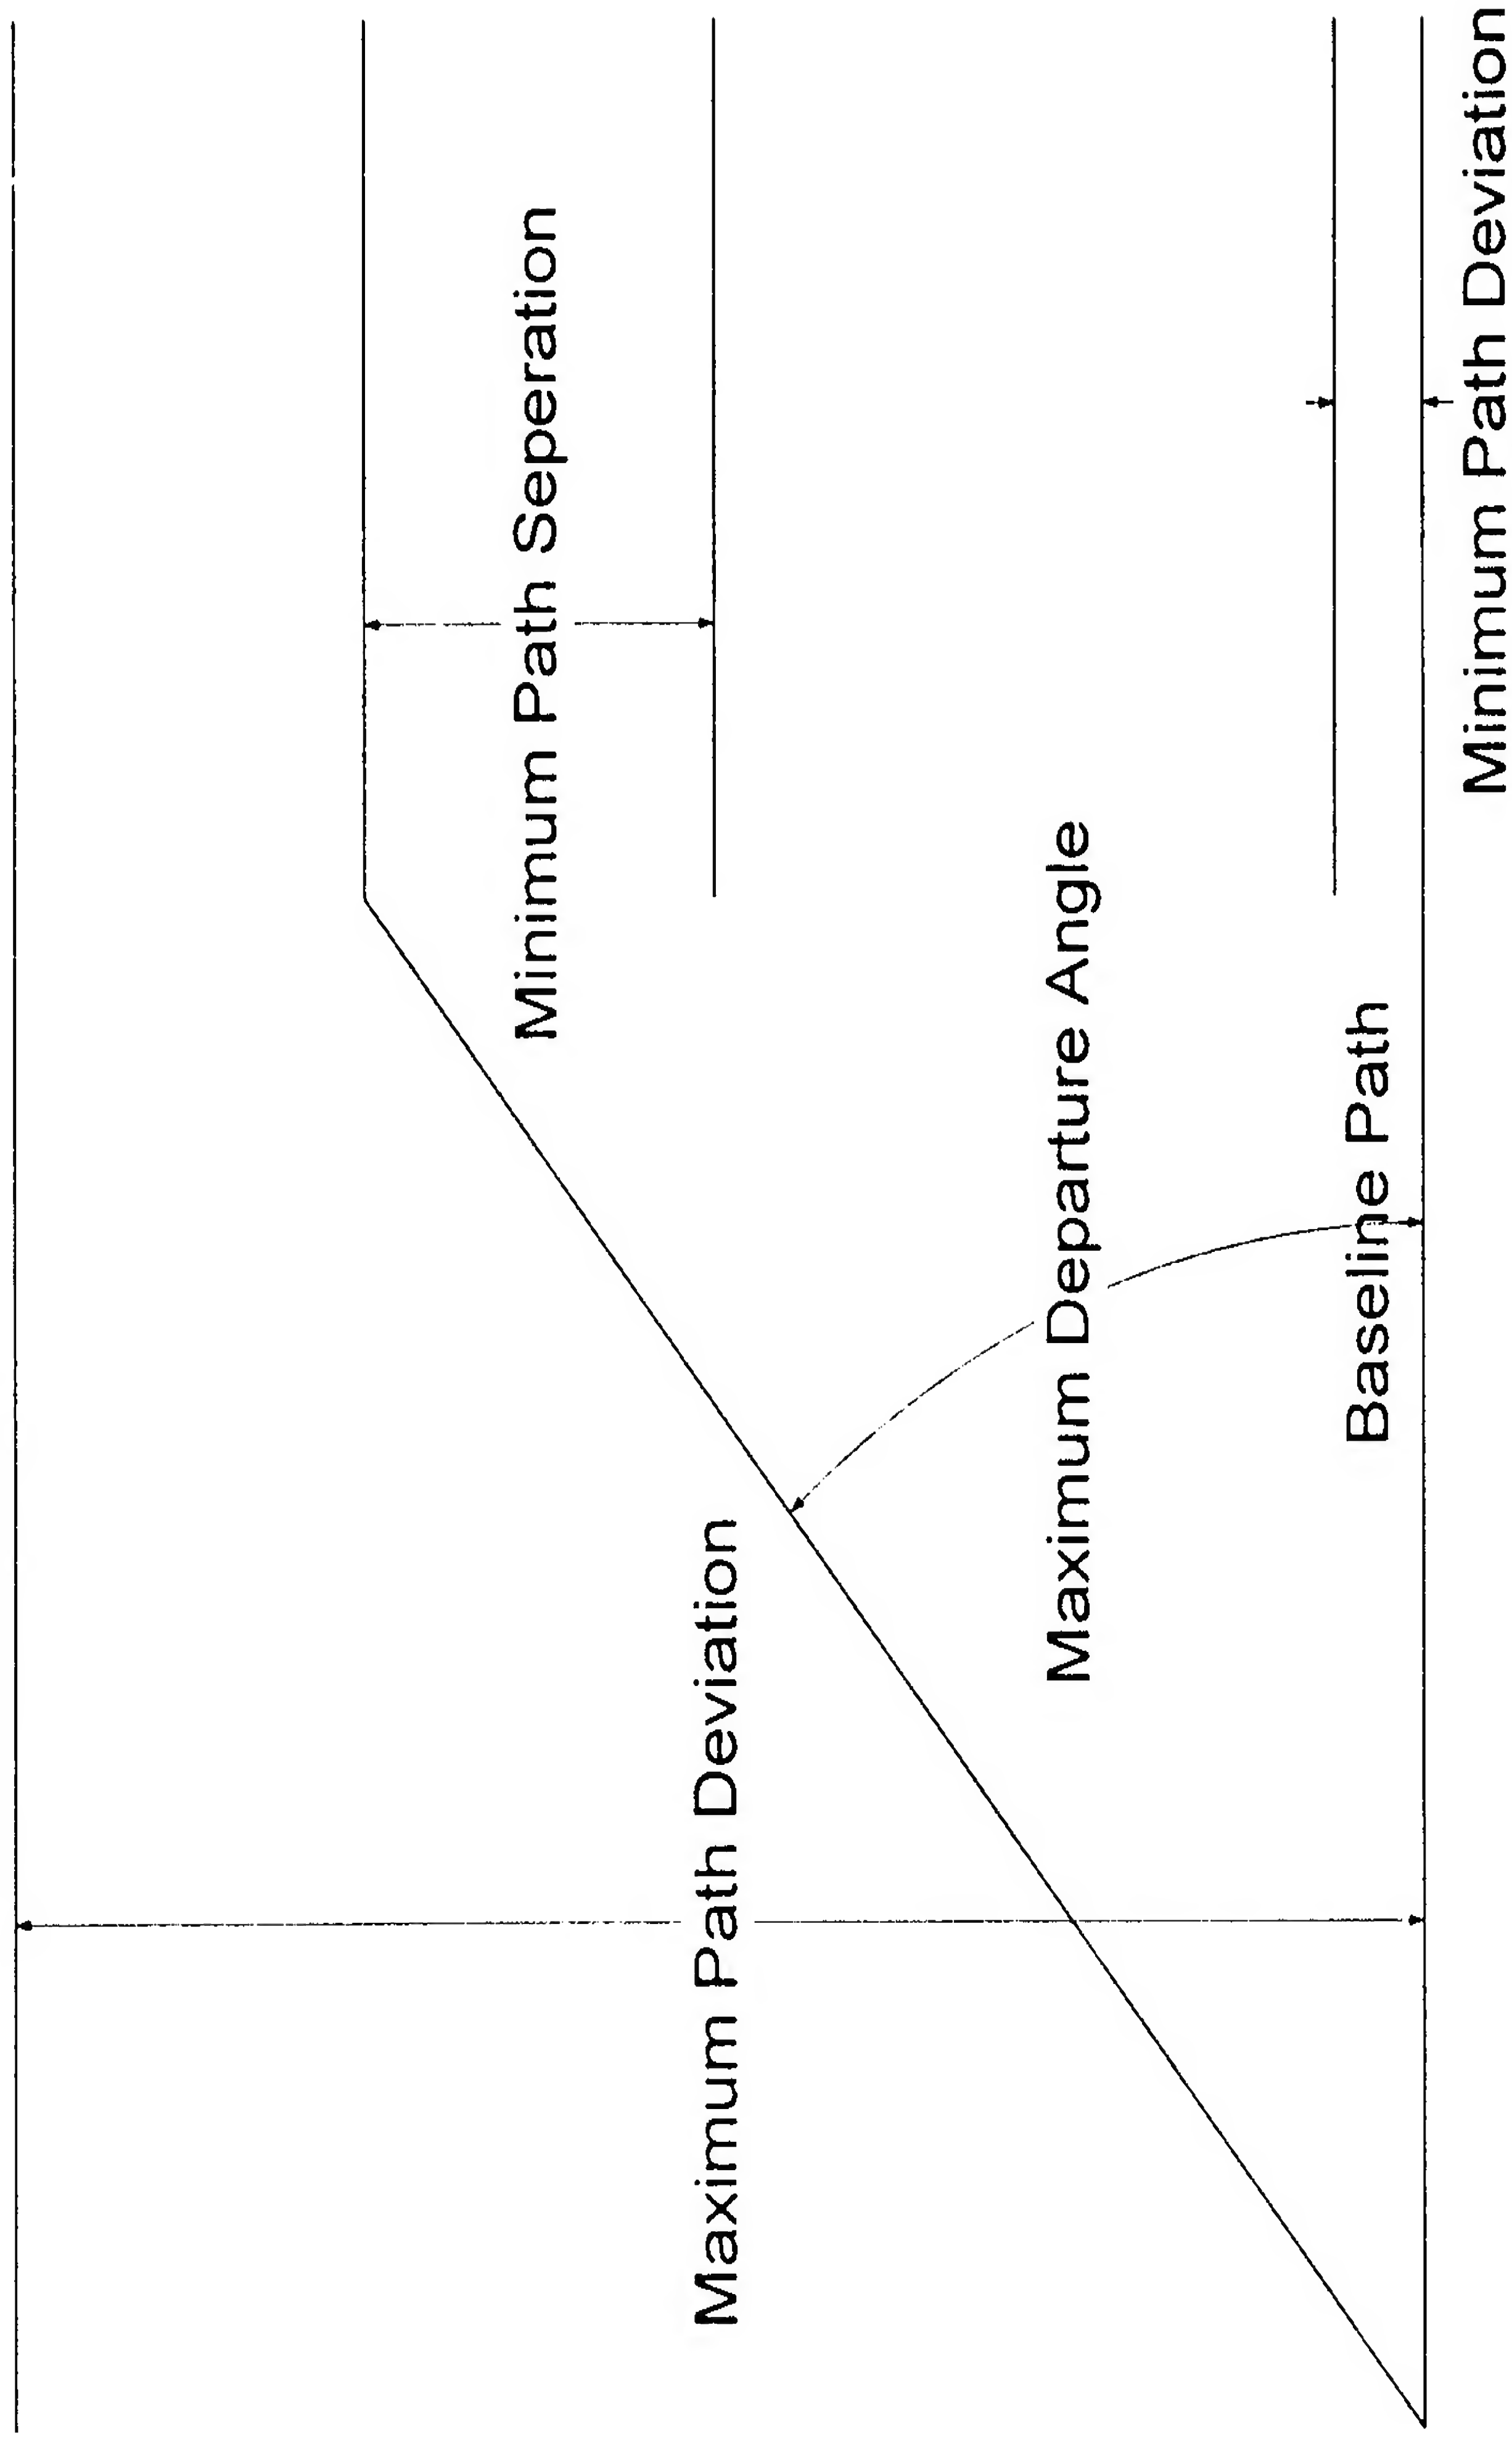 Maximum Path Deviation
Minimum Path Seperation
Maximum Departure Angle
Baseline Path
Minimum Path Deviation